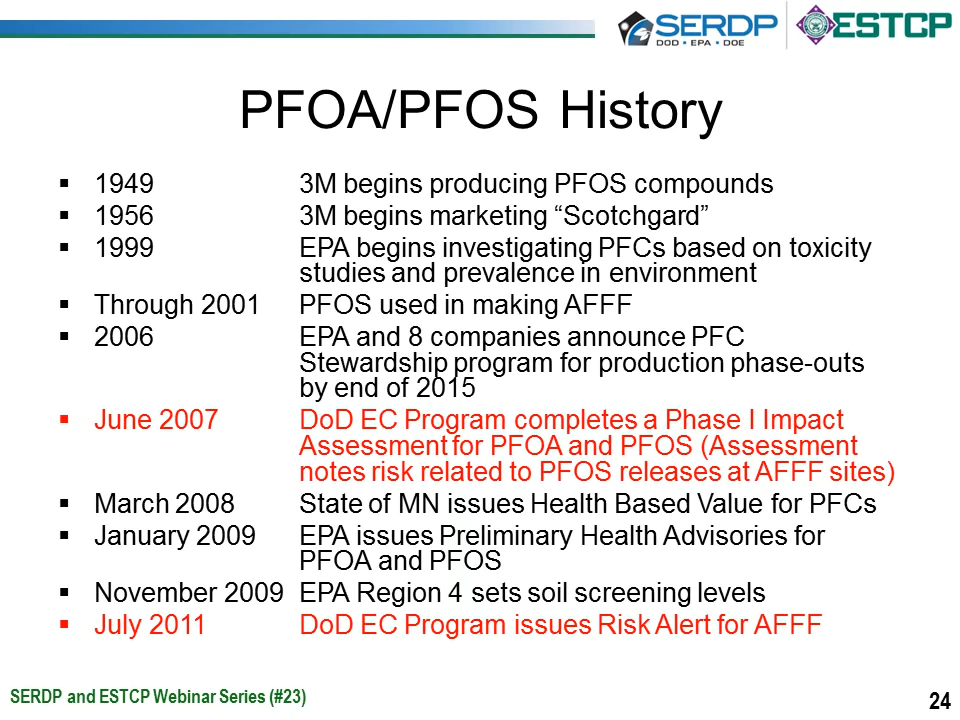 SERDP
DOD • EPA • DOE
ESTCP
PFOA/PFOS History
▪ 1949 3M begins producing PFOS compounds
▪ 1956 3M begins marketing “Scotchgard”
▪ 1999 EPA begins investigating PFCs based on toxicity
studies and prevalence in environment
▪ Through 2001 PFOS used in making AFFF
▪ 2006 EPA and 8 companies announce PFC
Stewardship program for production phase-outs
by end of 2015
▪ June 2007 DoD EC Program completes a Phase I Impact
Assessment for PFOA and PFOS (Assessment
notes risk related to PFOS releases at AFFF sites)
▪ March 2008 State of MN issues Health Based Value for PFCs
▪ January 2009 EPA issues Preliminary Health Advisories for
PFOA and PFOS
▪ November 2009 EPA Region 4 sets soil screening levels
▪ July 2011 DoD EC Program issues Risk Alert for AFFF
SERDP and ESTCP Webinar Series (#23)
24